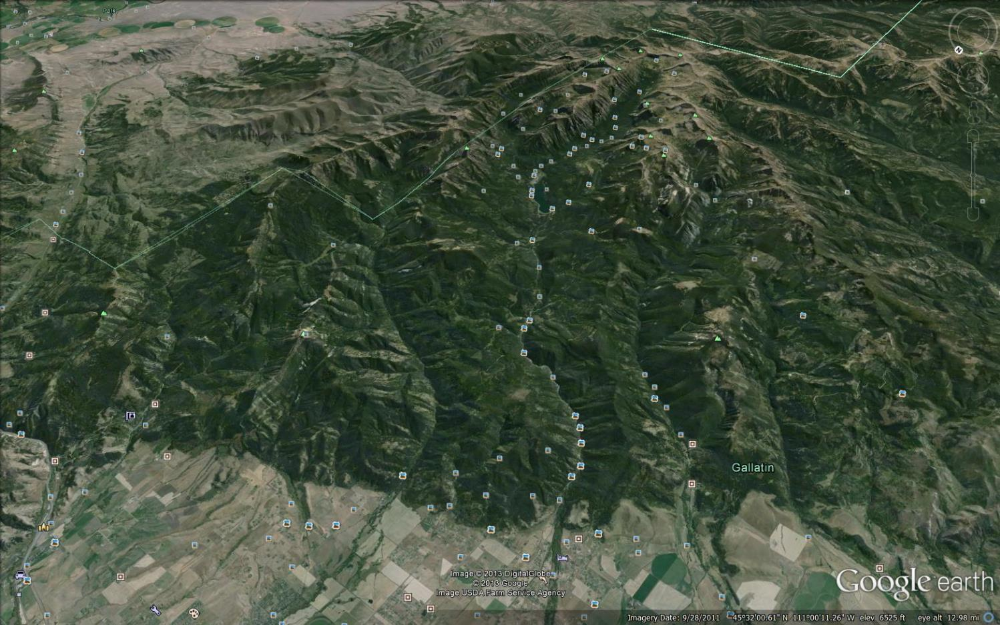 Park
N
Gallatin
Image © 2013 DigitalGlobe
© 2013 Google
Image USDA Farm Service Agency
Google earth
Imagery Date: 9/28/2011 45°32'00.61" N 111°00'11.26" W elev 6525 ft eye alt 12.98 mi